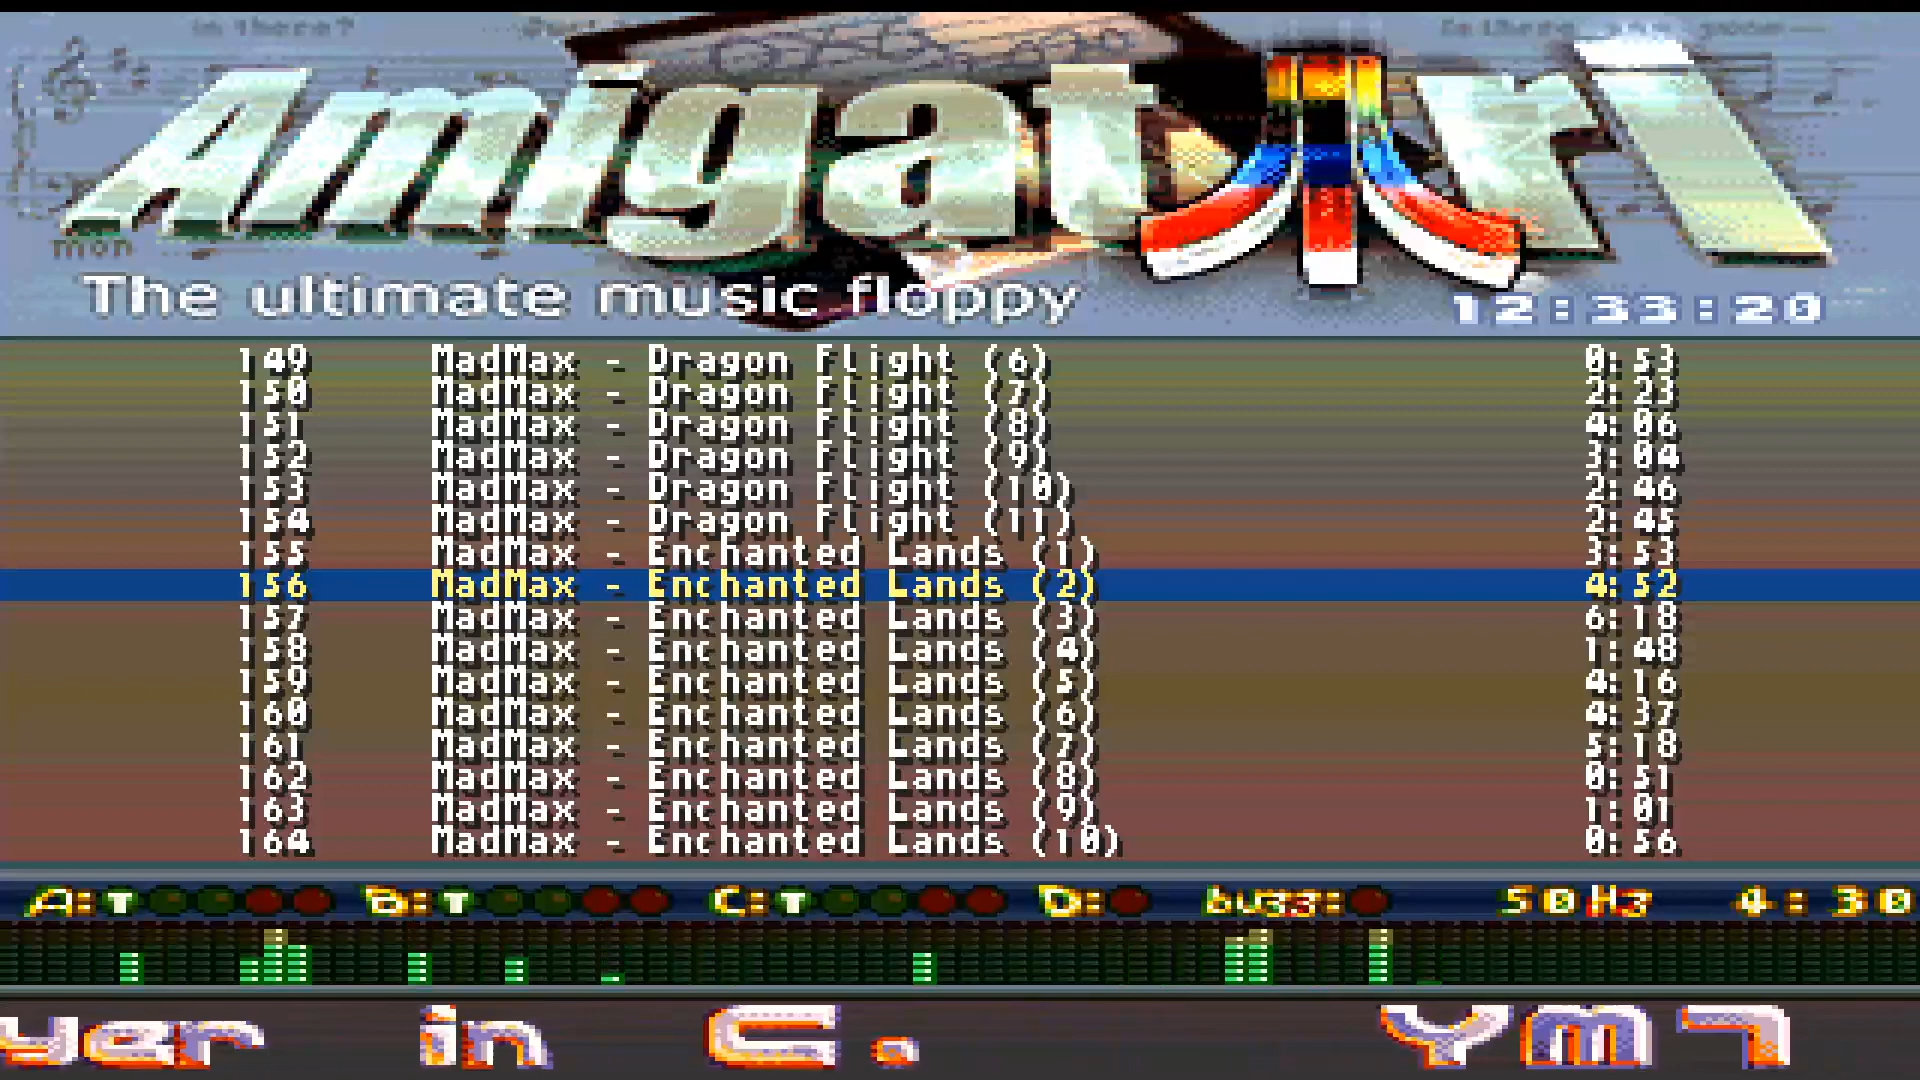 in there?
Amigatari
mon
The ultimate music floppy
12:33:20
149 MadMax - Dragon Flight (6) 0:53
150 MadMax - Dragon Flight (7) 2:23
151 MadMax - Dragon Flight (8) 4:06
152 MadMax - Dragon Flight (9) 3:04
153 MadMax - Dragon Flight (10) 2:46
154 MadMax - Dragon Flight (11) 2:45
155 MadMax - Enchanted Lands (1) 3:53
156 MadMax - Enchanted Lands (2) 4:52
157 MadMax - Enchanted Lands (3) 6:18
158 MadMax - Enchanted Lands (4) 1:48
159 MadMax - Enchanted Lands (5) 4:16
160 MadMax - Enchanted Lands (6) 4:37
161 MadMax - Enchanted Lands (7) 5:18
162 MadMax - Enchanted Lands (8) 0:51
163 MadMax - Enchanted Lands (9) 1:01
164 MadMax - Enchanted Lands (10) 0:56
A:T B:T C:T D: buzz: 50Hz 4:30
yer in C. YM7